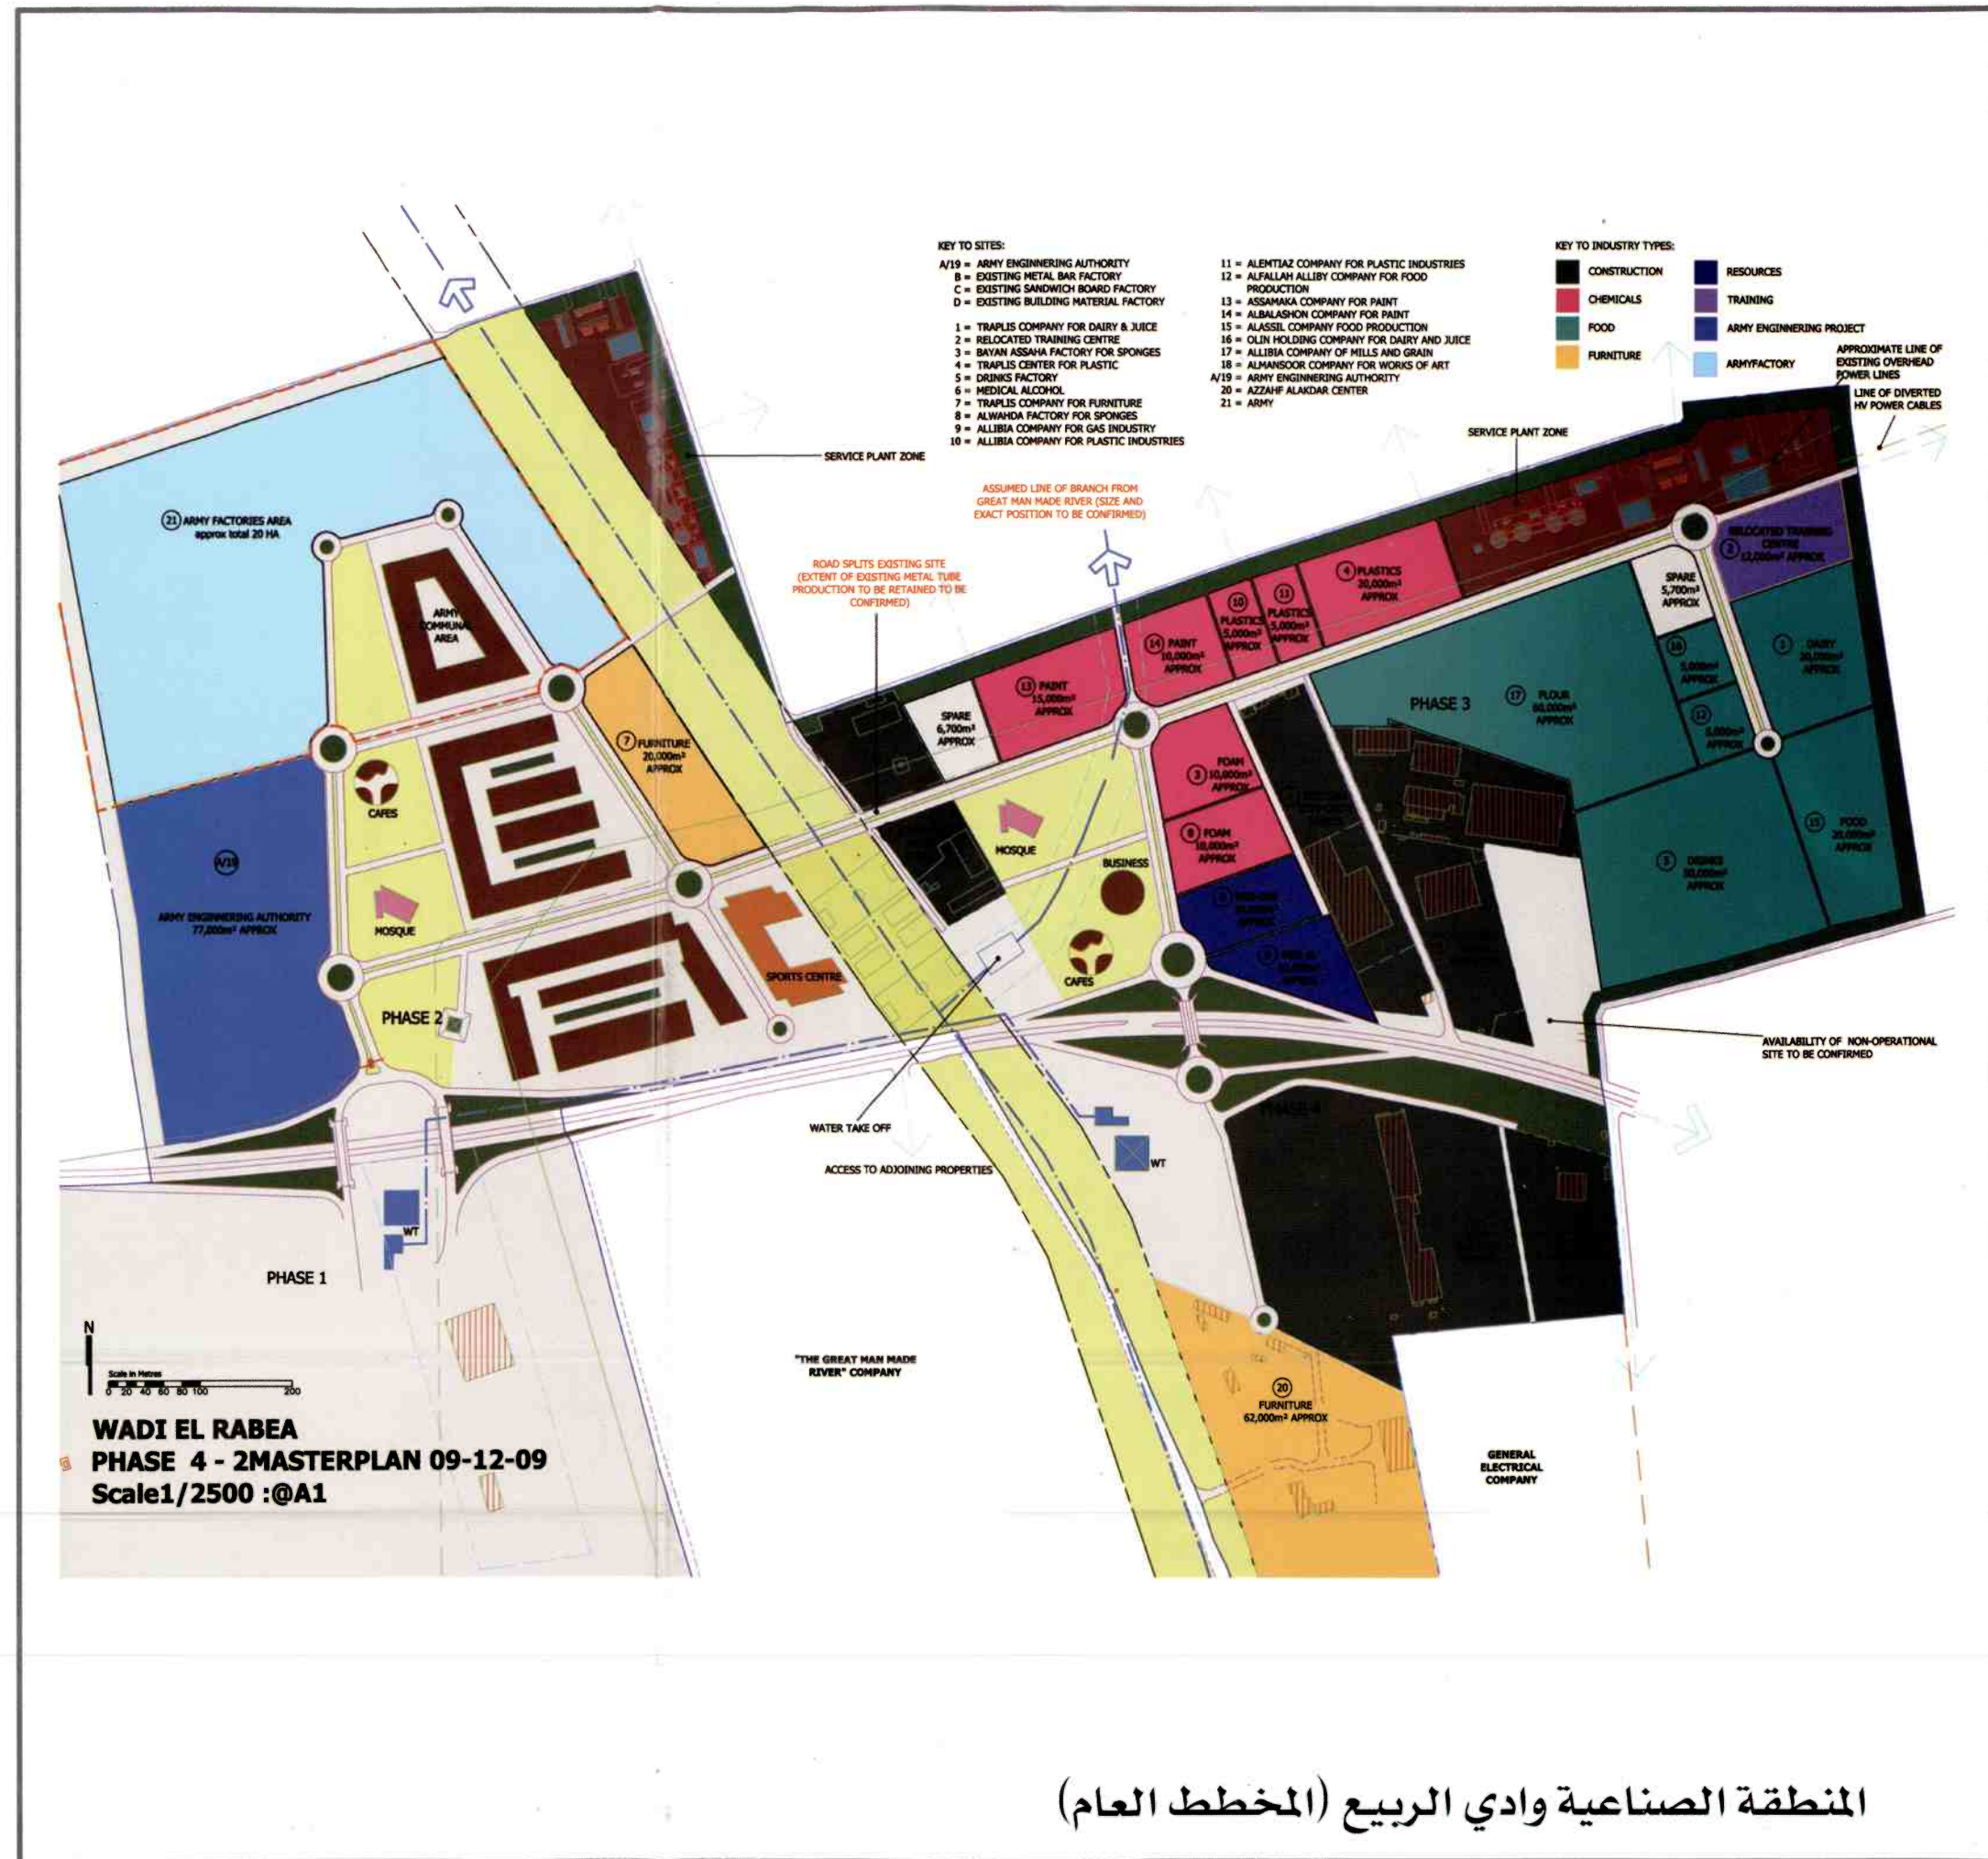 KEY TO SITES:
A/19 = ARMY ENGINNERING AUTHORITY
B = EXISTING METAL BAR FACTORY
C = EXISTING SANDWICH BOARD FACTORY
D = EXISTING BUILDING MATERIAL FACTORY
1 = TRAPLIS COMPANY FOR DAIRY & JUICE
2 = RELOCATED TRAINING CENTRE
3 = BAYAN ASSAHA FACTORY FOR SPONGES
4 = TRAPLIS CENTER FOR PLASTIC
5 = DRINKS FACTORY
6 = MEDICAL ALCOHOL
7 = TRAPLIS COMPANY FOR FURNITURE
8 = ALWAHDA FACTORY FOR SPONGES
9 = ALLIBIA COMPANY FOR GAS INDUSTRY
10 = ALLIBIA COMPANY FOR PLASTIC INDUSTRIES
11 = ALEMTIAZ COMPANY FOR PLASTIC INDUSTRIES
12 = ALFALLAH ALLIBY COMPANY FOR FOOD
PRODUCTION
13 = ASSAMAKA COMPANY FOR PAINT
14 = ALBALASHON COMPANY FOR PAINT
15 = ALASSIL COMPANY FOOD PRODUCTION
16 = OLIN HOLDING COMPANY FOR DAIRY AND JUICE
17 = ALLIBIA COMPANY OF MILLS AND GRAIN
18 = ALMANSOOR COMPANY FOR WORKS OF ART
A/19 = ARMY ENGINNERING AUTHORITY
20 = AZZAHF ALAKDAR CENTER
21 = ARMY
KEY TO INDUSTRY TYPES:
CONSTRUCTION
CHEMICALS
FOOD
FURNITURE
RESOURCES
TRAINING
ARMY ENGINNERING PROJECT
ARMYFACTORY
APPROXIMATE LINE OF
EXISTING OVERHEAD
POWER LINES
LINE OF DIVERTED
HV POWER CABLES
SERVICE PLANT ZONE
SERVICE PLANT ZONE
ASSUMED LINE OF BRANCH FROM
GREAT MAN MADE RIVER (SIZE AND
EXACT POSITION TO BE CONFIRMED)
ROAD SPLITS EXISTING SITE
(EXTENT OF EXISTING METAL TUBE
PRODUCTION TO BE RETAINED TO BE
CONFIRMED)
21 ARMY FACTORIES AREA
approx total 20 HA
ARMY
COMMUNAL
AREA
7 FURNITURE
20,000m²
APPROX
CAFES
A/19
ARMY ENGINNERING AUTHORITY
77,000m² APPROX
MOSQUE
SPORTS CENTRE
PHASE 2
SPARE
6,700m²
APPROX
13 PAINT
15,000m²
APPROX
14 PAINT
10,000m²
APPROX
10
PLASTICS
5,000m²
APPROX
11
PLASTICS
5,000m²
APPROX
4 PLASTICS
20,000m²
APPROX
RELOCATED TRAINING
CENTRE
2 12,000m² APPROX
SPARE
5,700m²
APPROX
16
5,000m²
APPROX
1 DAIRY
20,000m²
APPROX
PHASE 3
17 FLOUR
60,000m²
APPROX
12
5,000m²
APPROX
FOAM
3 10,000m²
APPROX
8 FOAM
10,000m²
APPROX
5 DRINKS
50,000m²
APPROX
15 FOOD
20,000m²
APPROX
MOSQUE
BUSINESS
CAFES
AVAILABILITY OF NON-OPERATIONAL
SITE TO BE CONFIRMED
PHASE 4
WATER TAKE OFF
ACCESS TO ADJOINING PROPERTIES
WT
WT
PHASE 1
"THE GREAT MAN MADE
RIVER" COMPANY
20
FURNITURE
62,000m² APPROX
GENERAL
ELECTRICAL
COMPANY
N
Scale in Metres
0 20 40 60 80 100 200
WADI EL RABEA
PHASE 4 - 2MASTERPLAN 09-12-09
Scale1/2500 :@A1
المنطقة الصناعية وادي الربيع (المخطط العام)